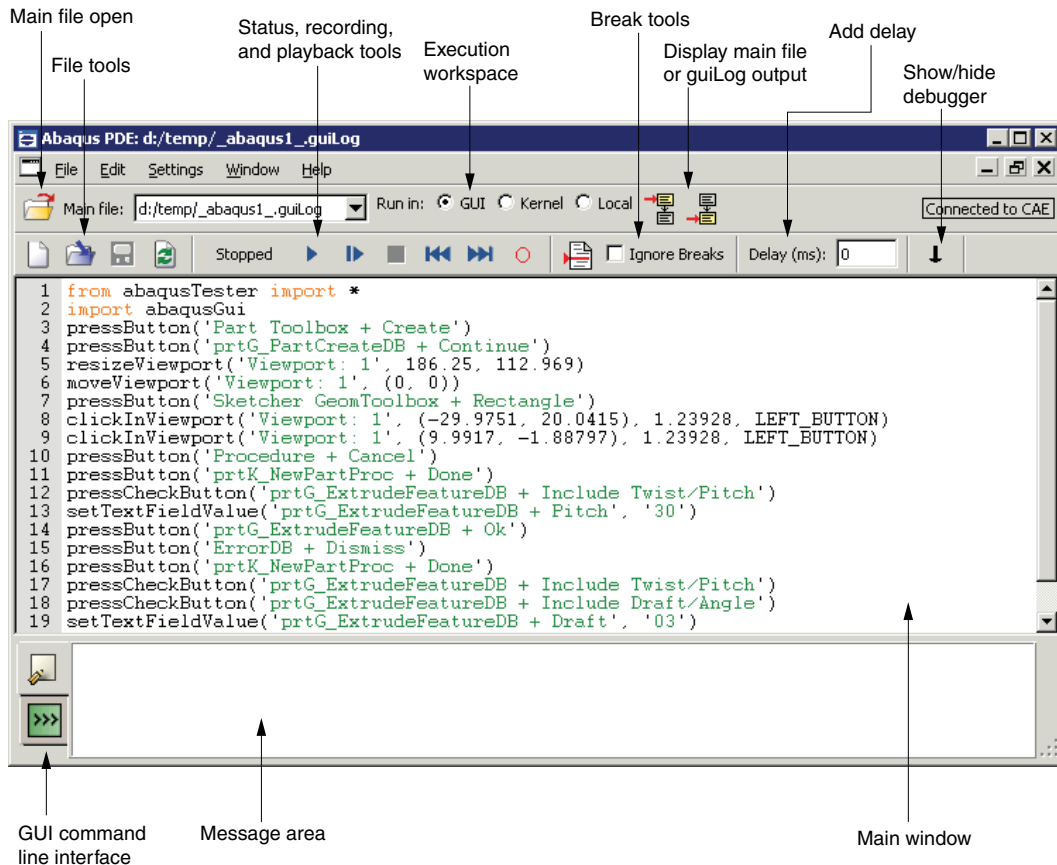 Main file open
File tools
Status, recording,
and playback tools
Execution
workspace
Break tools
Display main file
or guiLog output
Add delay
Show/hide
debugger
Abaqus PDE: d:/temp/_abaqus1_.guiLog
File Edit Settings Window Help
Main file: d:/temp/_abaqus1_.guiLog Run in: GUI Kernel Local Connected to CAE
Stopped Ignore Breaks Delay (ms): 0
1 from abaqusTester import *
2 import abaqusGui
3 pressButton('Part Toolbox + Create')
4 pressButton('prtG_PartCreateDB + Continue')
5 resizeViewport('Viewport: 1', 186.25, 112.969)
6 moveViewport('Viewport: 1', (0, 0))
7 pressButton('Sketcher GeomToolbox + Rectangle')
8 clickInViewport('Viewport: 1', (-29.9751, 20.0415), 1.23928, LEFT_BUTTON)
9 clickInViewport('Viewport: 1', (9.9917, -1.88797), 1.23928, LEFT_BUTTON)
10 pressButton('Procedure + Cancel')
11 pressButton('prtK_NewPartProc + Done')
12 pressCheckButton('prtG_ExtrudeFeatureDB + Include Twist/Pitch')
13 setTextFieldValue('prtG_ExtrudeFeatureDB + Pitch', '30')
14 pressButton('prtG_ExtrudeFeatureDB + Ok')
15 pressButton('ErrorDB + Dismiss')
16 pressButton('prtK_NewPartProc + Done')
17 pressCheckButton('prtG_ExtrudeFeatureDB + Include Twist/Pitch')
18 pressCheckButton('prtG_ExtrudeFeatureDB + Include Draft/Angle')
19 setTextFieldValue('prtG_ExtrudeFeatureDB + Draft', '03')
>>>
GUI command
line interface
Message area
Main window